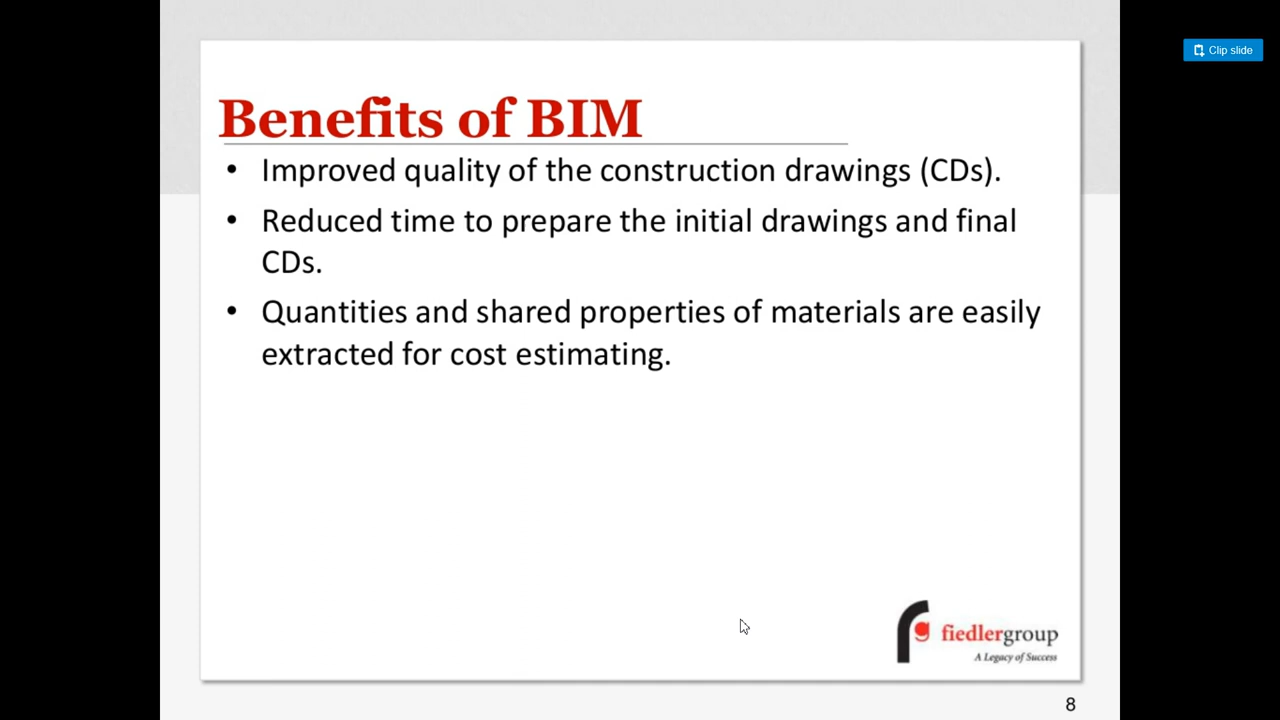 Clip slide
Benefits of BIM
• Improved quality of the construction drawings (CDs).
• Reduced time to prepare the initial drawings and final
CDs.
• Quantities and shared properties of materials are easily
extracted for cost estimating.
fiedlergroup
A Legacy of Success
8